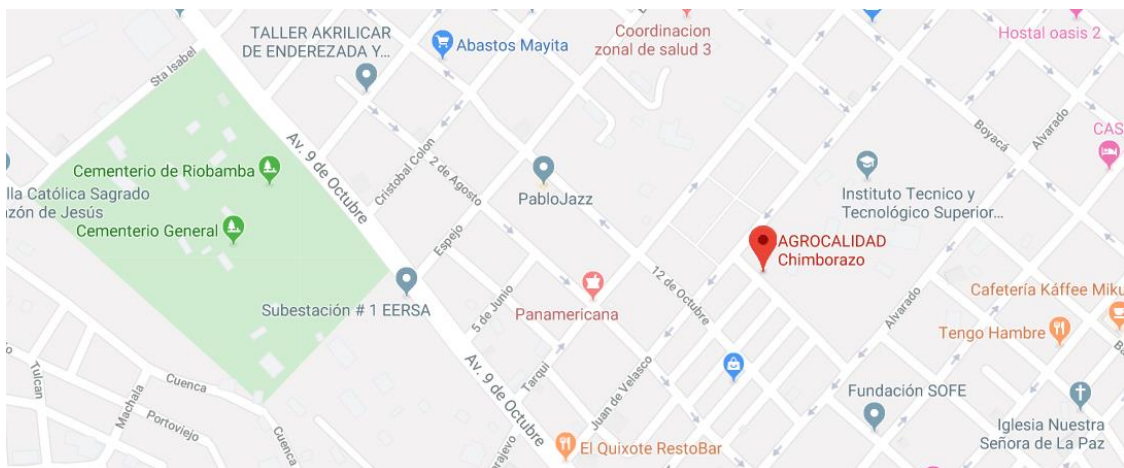 TALLER AKRILICAR
DE ENDEREZADA Y...
Abastos Mayita
Coordinacion
zonal de salud 3
Hostal oasis 2
Sta Isabel
Av. 9 de Octubre
Cristobal Colon
2 de Agosto
Boyacá
Alvarado
CAS
Cementerio de Riobamba
lla Católica Sagrado
zón de Jesús
Cementerio General
PabloJazz
Instituto Tecnico y
Tecnológico Superior...
Espejo
AGROCALIDAD
Chimborazo
12 de Octubre
Subestación # 1 EERSA
5 de Junio
Panamericana
Alvarado
Cafetería Káffee Miku
Tengo Hambre
Ba
Tulcan
Machala
Cuenca
Portoviejo
Cuenca
Av. 9 de Octubre
Tarqui
Juan de Velasco
Fundación SOFE
Iglesia Nuestra
Señora de La Paz
El Quixote RestoBar